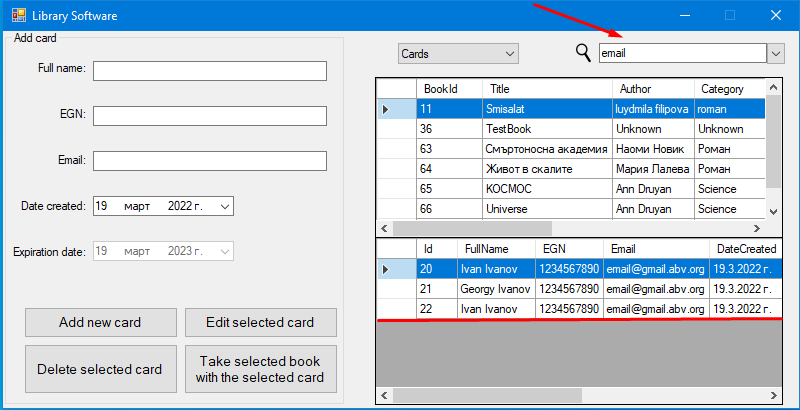 Library Software
Add card
Full name:
EGN:
Email:
Date created: 19 март 2022 г.
Expiration date: 19 март 2023 г.
Add new card Edit selected card
Delete selected card Take selected book
with the selected card
Cards email
BookId Title Author Category
11 Smisalat luydmila filipova roman
36 TestBook Unknown Unknown
63 Смъртоносна академия Наоми Новик Роман
64 Живот в скалите Мария Лалева Роман
65 КОСМОС Ann Druyan Science
66 Universe Ann Druyan Science
Id FullName EGN Email DateCreated
20 Ivan Ivanov 1234567890 email@gmail.abv.org 19.3.2022 г.
21 Georgy Ivanov 1234567890 email@gmail.abv.org 19.3.2022 г.
22 Ivan Ivanov 1234567890 email@gmail.abv.org 19.3.2022 г.